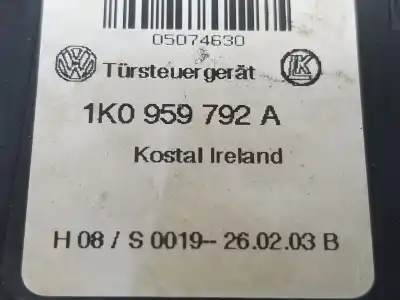 05074630
Türsteuergerät
1K0 959 792 A
Kostal Ireland
H 08 / S 0019-- 26.02.03 B